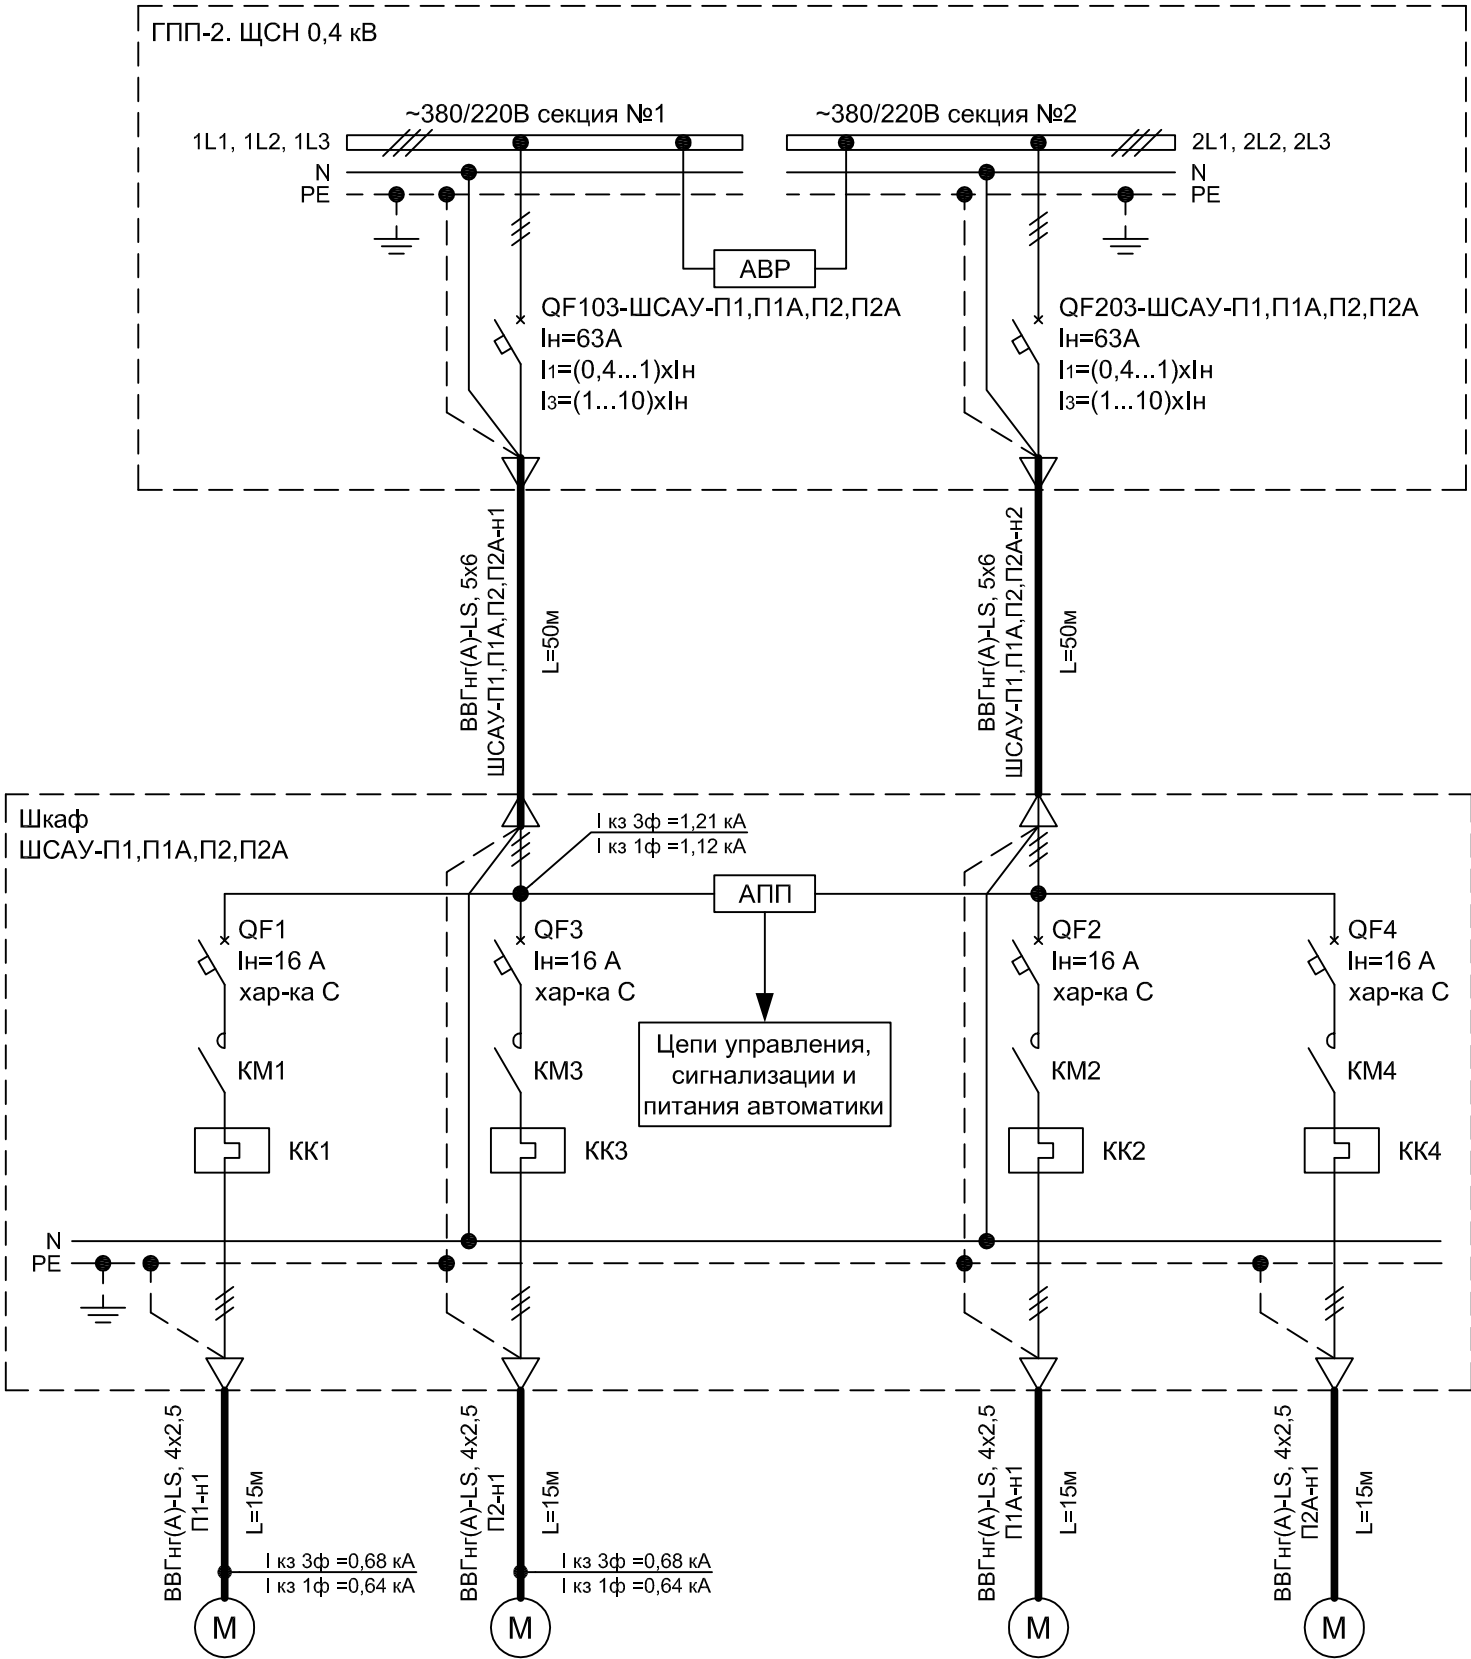 ГПП-2. ЩСН 0,4 кВ
~380/220В секция №1
~380/220В секция №2
1L1, 1L2, 1L3
2L1, 2L2, 2L3
N
N
PE
PE
АВР
QF103-ШСАУ-П1,П1А,П2,П2А
Iн=63А
I1=(0,4...1)xIн
I3=(1...10)xIн
QF203-ШСАУ-П1,П1А,П2,П2А
Iн=63А
I1=(0,4...1)xIн
I3=(1...10)xIн
ВВГнг(А)-LS, 5х6
ШСАУ-П1,П1А,П2,П2А-н1
L=50м
ВВГнг(А)-LS, 5х6
ШСАУ-П1,П1А,П2,П2А-н2
L=50м
Шкаф
ШСАУ-П1,П1А,П2,П2А
I кз 3ф =1,21 кА
I кз 1ф =1,12 кА
АПП
QF1
Iн=16 А
хар-ка С
QF3
Iн=16 А
хар-ка С
QF2
Iн=16 А
хар-ка С
QF4
Iн=16 А
хар-ка С
Цепи управления,
сигнализации и
питания автоматики
КМ1
КМ3
КМ2
КМ4
КК1
КК3
КК2
КК4
N
PE
ВВГнг(А)-LS, 4х2,5
П1-н1
L=15м
ВВГнг(А)-LS, 4х2,5
П2-н1
L=15м
ВВГнг(А)-LS, 4х2,5
П1А-н1
L=15м
ВВГнг(А)-LS, 4х2,5
П2А-н1
L=15м
I кз 3ф =0,68 кА
I кз 1ф =0,64 кА
I кз 3ф =0,68 кА
I кз 1ф =0,64 кА
М
М
М
М